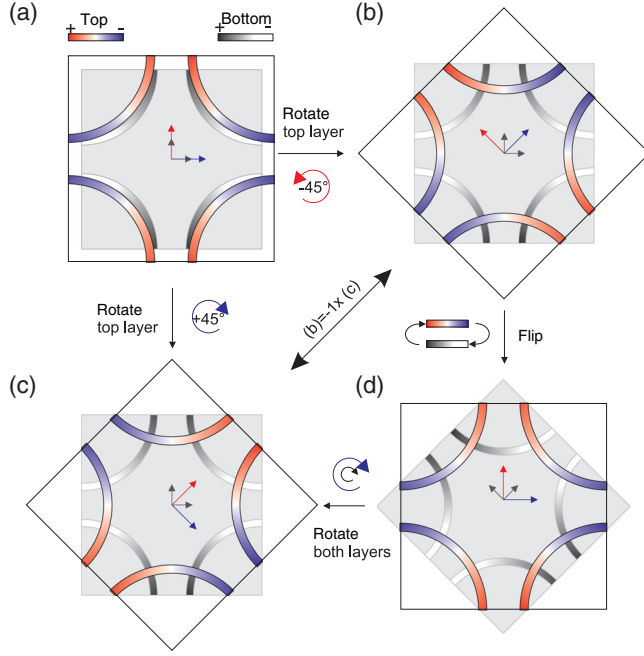 (a)
Top
+ -
Bottom
+ -
(b)
Rotate
top layer
-45°
Rotate
top layer
+45°
(b)=-1x (c)
Flip
(c)
(d)
Rotate
both layers